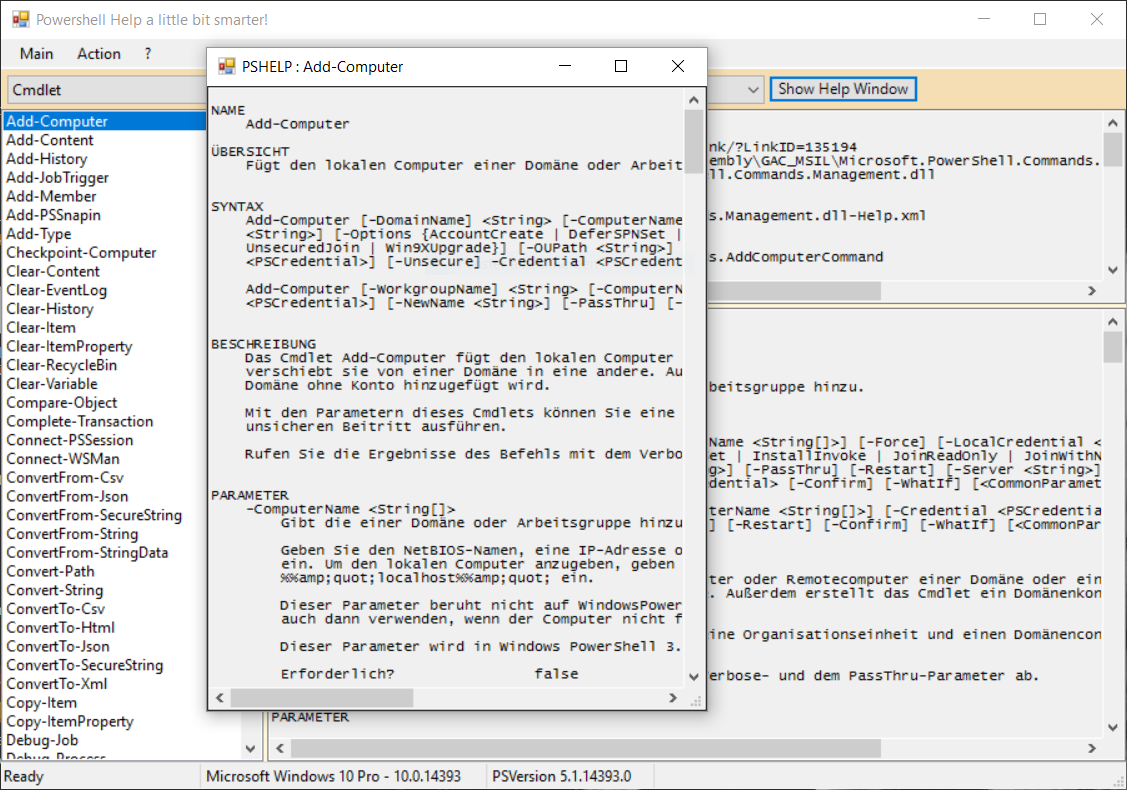 Powershell Help a little bit smarter!
Main Action ?
Cmdlet
Show Help Window
Add-Computer
Add-Content
Add-History
Add-JobTrigger
Add-Member
Add-PSSnapin
Add-Type
Checkpoint-Computer
Clear-Content
Clear-EventLog
Clear-History
Clear-Item
Clear-ItemProperty
Clear-RecycleBin
Clear-Variable
Compare-Object
Complete-Transaction
Connect-PSSession
Connect-WSMan
ConvertFrom-Csv
ConvertFrom-Json
ConvertFrom-SecureString
ConvertFrom-String
ConvertFrom-StringData
Convert-Path
Convert-String
ConvertTo-Csv
ConvertTo-Html
ConvertTo-Json
ConvertTo-SecureString
ConvertTo-Xml
Copy-Item
Copy-ItemProperty
Debug-Job
Debug-Process
PSHELP : Add-Computer
NAME
Add-Computer
ÜBERSICHT
Fügt den lokalen Computer einer Domäne oder Arbeit
SYNTAX
Add-Computer [-DomainName] <String> [-ComputerName
<String>] [-Options {AccountCreate | DeferSPNSet |
UnsecuredJoin | Win9XUpgrade}] [-OUPath <String>]
<PSCredential>] [-Unsecure] -Credential <PSCredent
Add-Computer [-WorkgroupName] <String> [-ComputerN
<PSCredential>] [-NewName <String>] [-PassThru] [-
BESCHREIBUNG
Das Cmdlet Add-Computer fügt den lokalen Computer
verschiebt sie von einer Domäne in eine andere. Au
Domäne ohne Konto hinzugefügt wird.
Mit den Parametern dieses Cmdlets können Sie eine
unsicheren Beitritt ausführen.
Rufen Sie die Ergebnisse des Befehls mit dem Verbo
PARAMETER
-ComputerName <String[]>
Gibt die einer Domäne oder Arbeitsgruppe hinzu
Geben Sie den NetBIOS-Namen, eine IP-Adresse o
ein. Um den lokalen Computer anzugeben, geben
%%amp;quot;localhost%%amp;quot; ein.
Dieser Parameter beruht nicht auf WindowsPower
auch dann verwenden, wenn der Computer nicht f
Dieser Parameter wird in Windows PowerShell 3.
Erforderlich? false
nk/?LinkID=135194
embly\GAC_MSIL\Microsoft.PowerShell.Commands.
ll.Commands.Management.dll
s.Management.dll-Help.xml
s.AddComputerCommand
beitsgruppe hinzu.
Name <String[]>] [-Force] [-LocalCredential <
et | InstallInvoke | JoinReadOnly | JoinWithN
g>] [-PassThru] [-Restart] [-Server <String>]
dential> [-Confirm] [-WhatIf] [<CommonParamet
terName <String[]>] [-Credential <PSCredentia
] [-Restart] [-Confirm] [-WhatIf] [<CommonPar
ter oder Remotecomputer einer Domäne oder ein
. Außerdem erstellt das Cmdlet ein Domänenkon
ine Organisationseinheit und einen Domänencon
erbose- und dem PassThru-Parameter ab.
PARAMETER
Ready
Microsoft Windows 10 Pro - 10.0.14393
PSVersion 5.1.14393.0